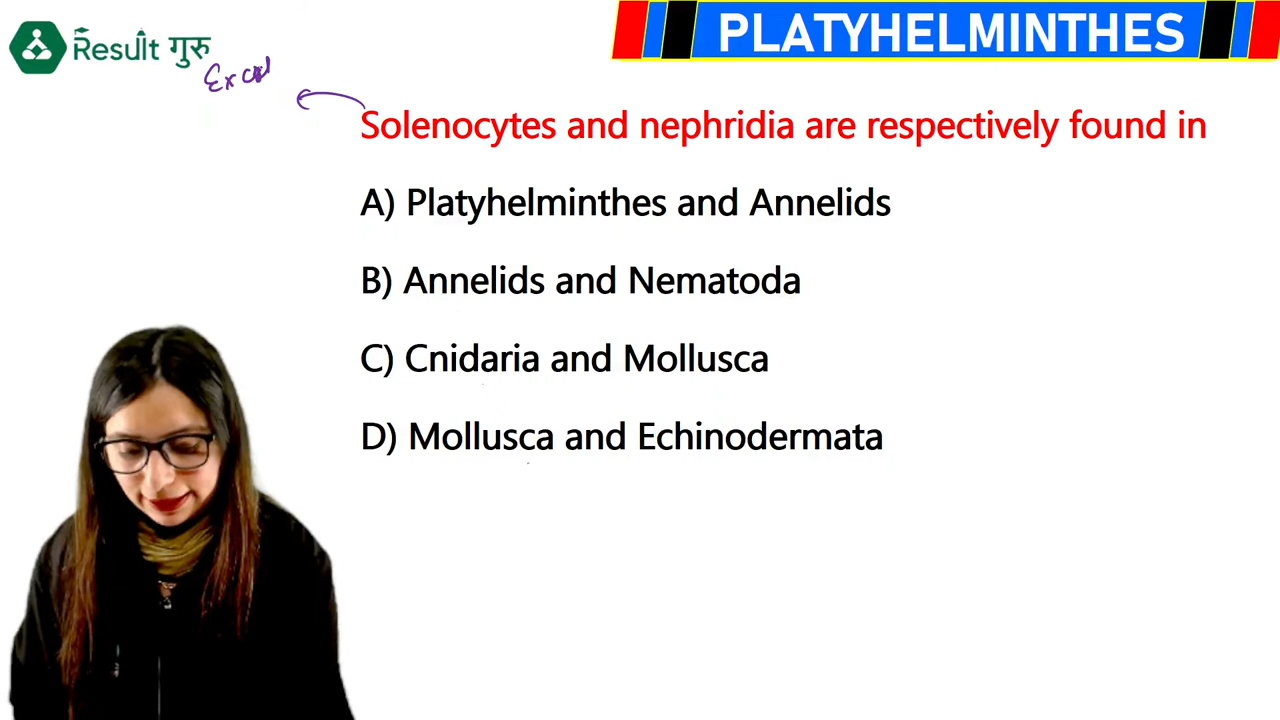 Result गुरु
PLATYHELMINTHES
Solenocytes and nephridia are respectively found in
A) Platyhelminthes and Annelids
B) Annelids and Nematoda
C) Cnidaria and Mollusca
D) Mollusca and Echinodermata